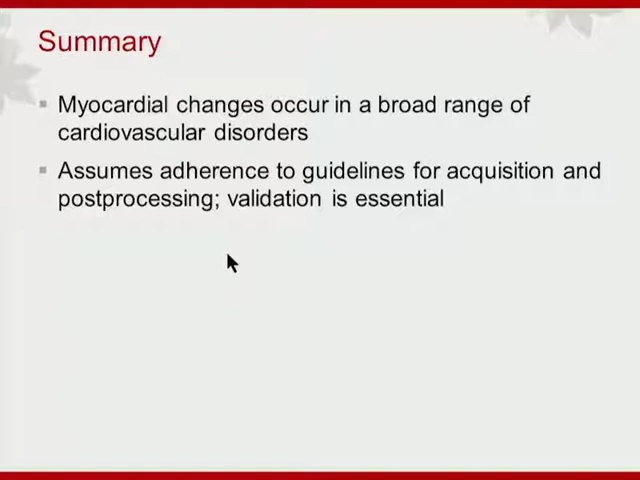 Summary
Myocardial changes occur in a broad range of
cardiovascular disorders
Assumes adherence to guidelines for acquisition and
postprocessing; validation is essential